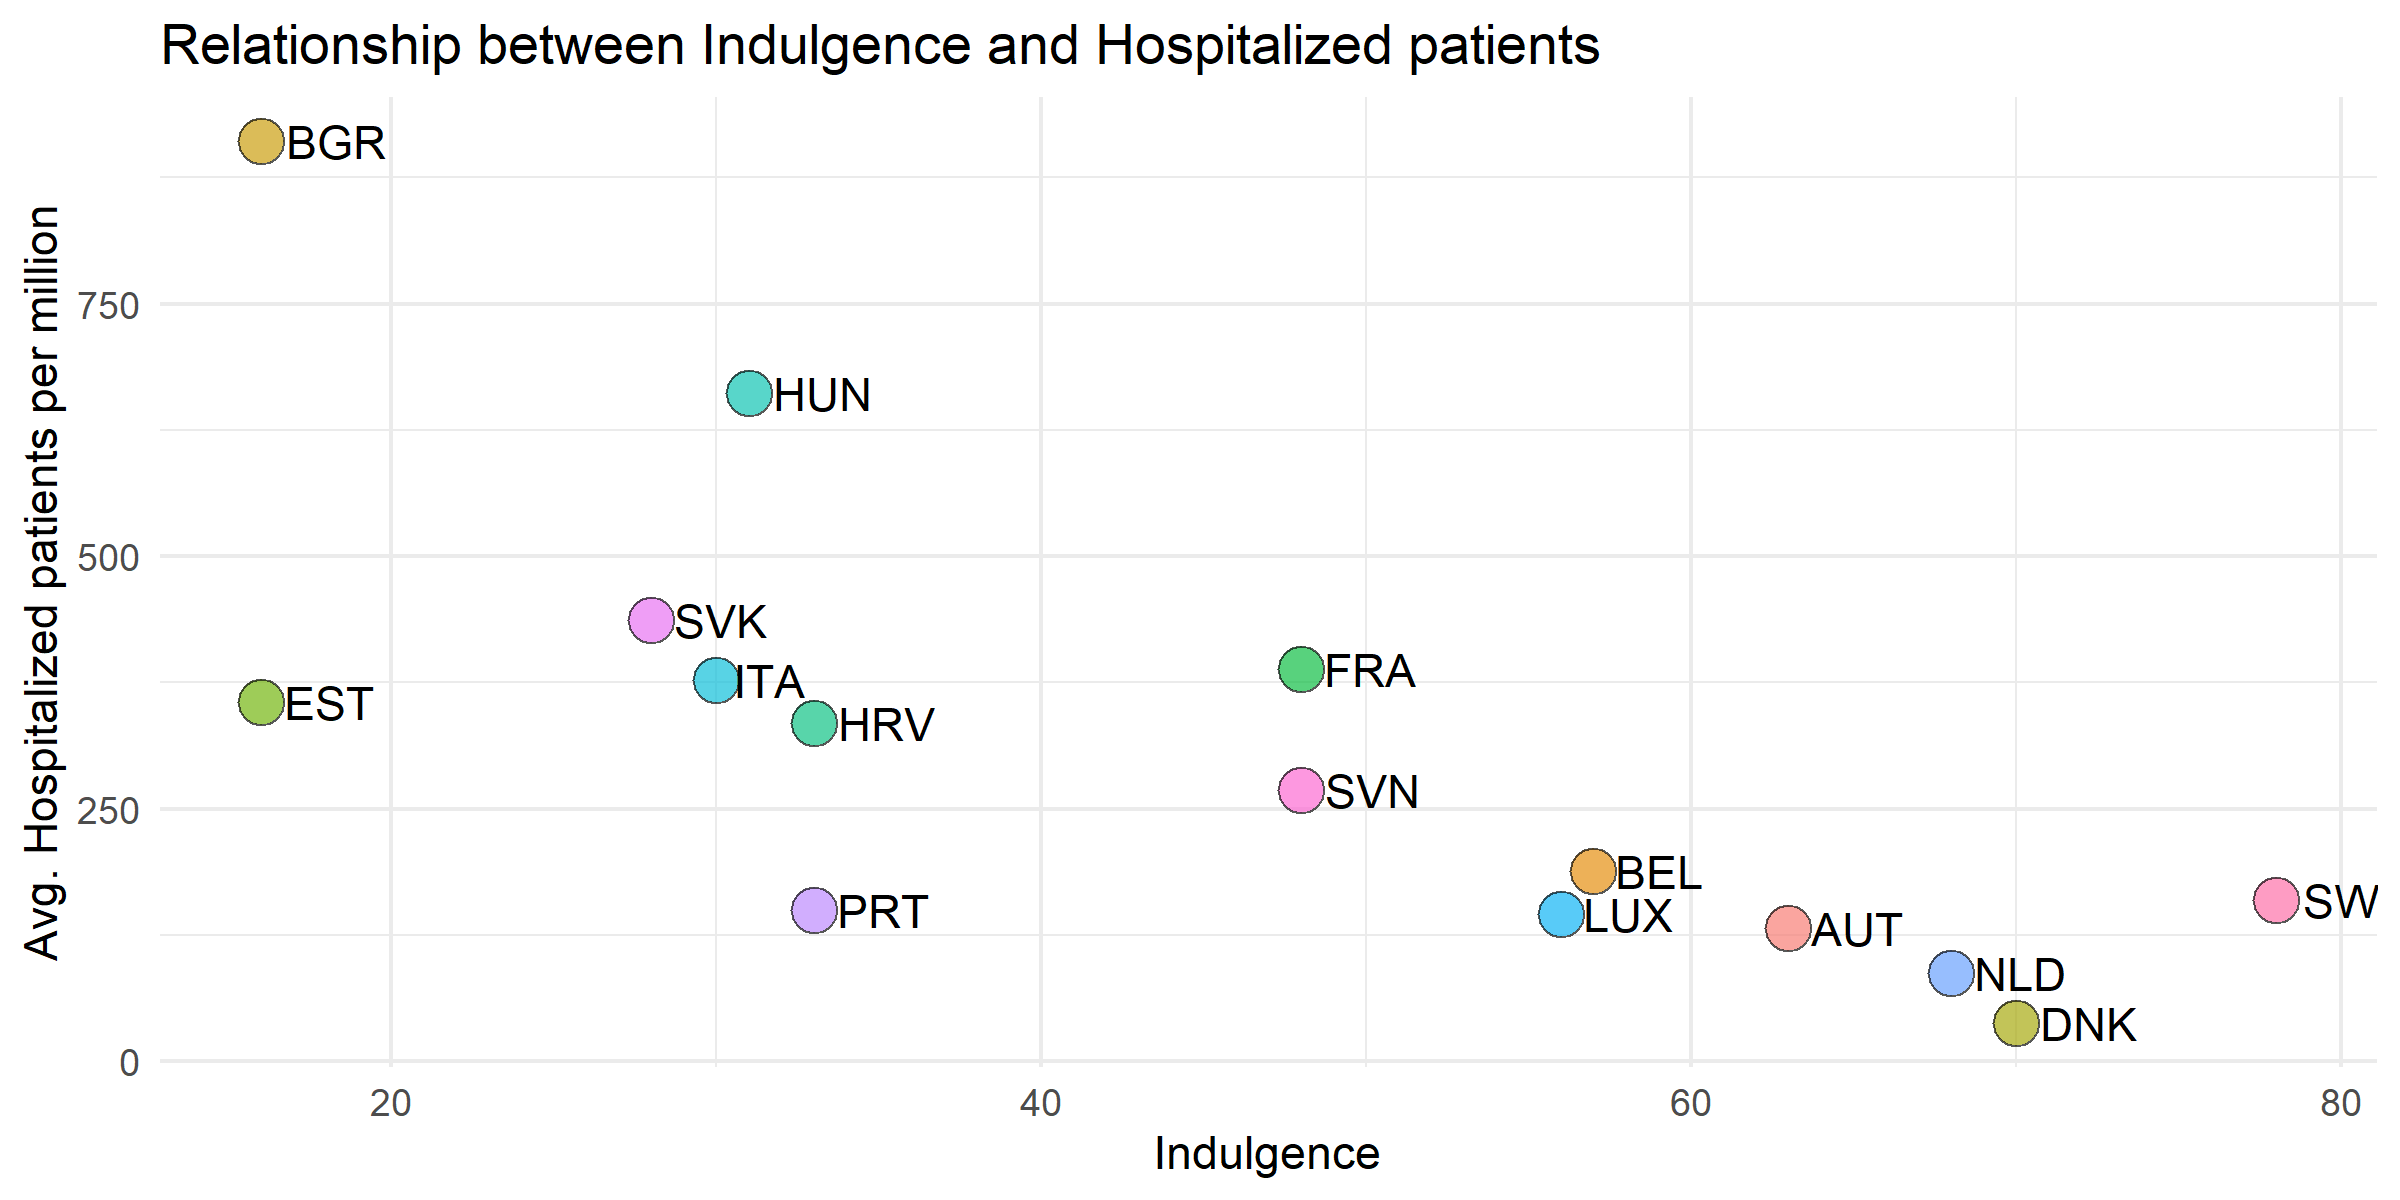 Relationship between Indulgence and Hospitalized patients
Avg. Hospitalized patients per million
750
500
250
0
BGR
HUN
SVK
ITA
FRA
EST
HRV
SVN
BEL
SW
PRT
LUX
AUT
NLD
DNK
20
40
60
80
Indulgence